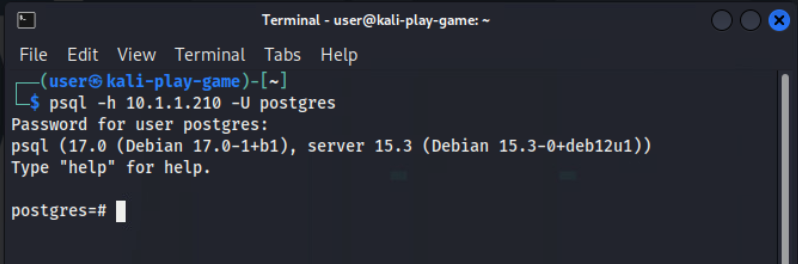 Terminal - user@kali-play-game: ~
File Edit View Terminal Tabs Help
┌──(user㉿kali-play-game)-[~]
└─$ psql -h 10.1.1.210 -U postgres
Password for user postgres:
psql (17.0 (Debian 17.0-1+b1), server 15.3 (Debian 15.3-0+deb12u1))
Type "help" for help.
postgres=#